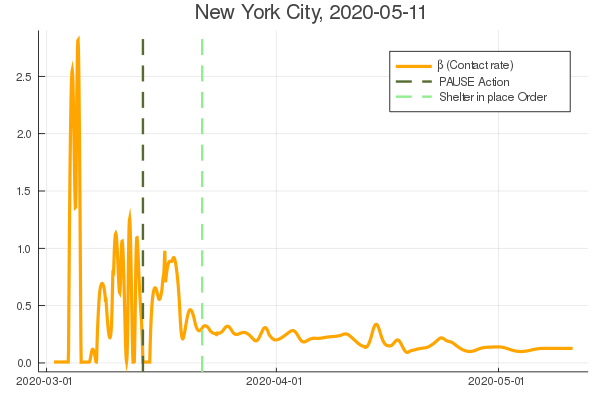 New York City, 2020-05-11
β (Contact rate)
PAUSE Action
Shelter in place Order
2.5
2.0
1.5
1.0
0.5
0.0
2020-03-01 2020-04-01 2020-05-01